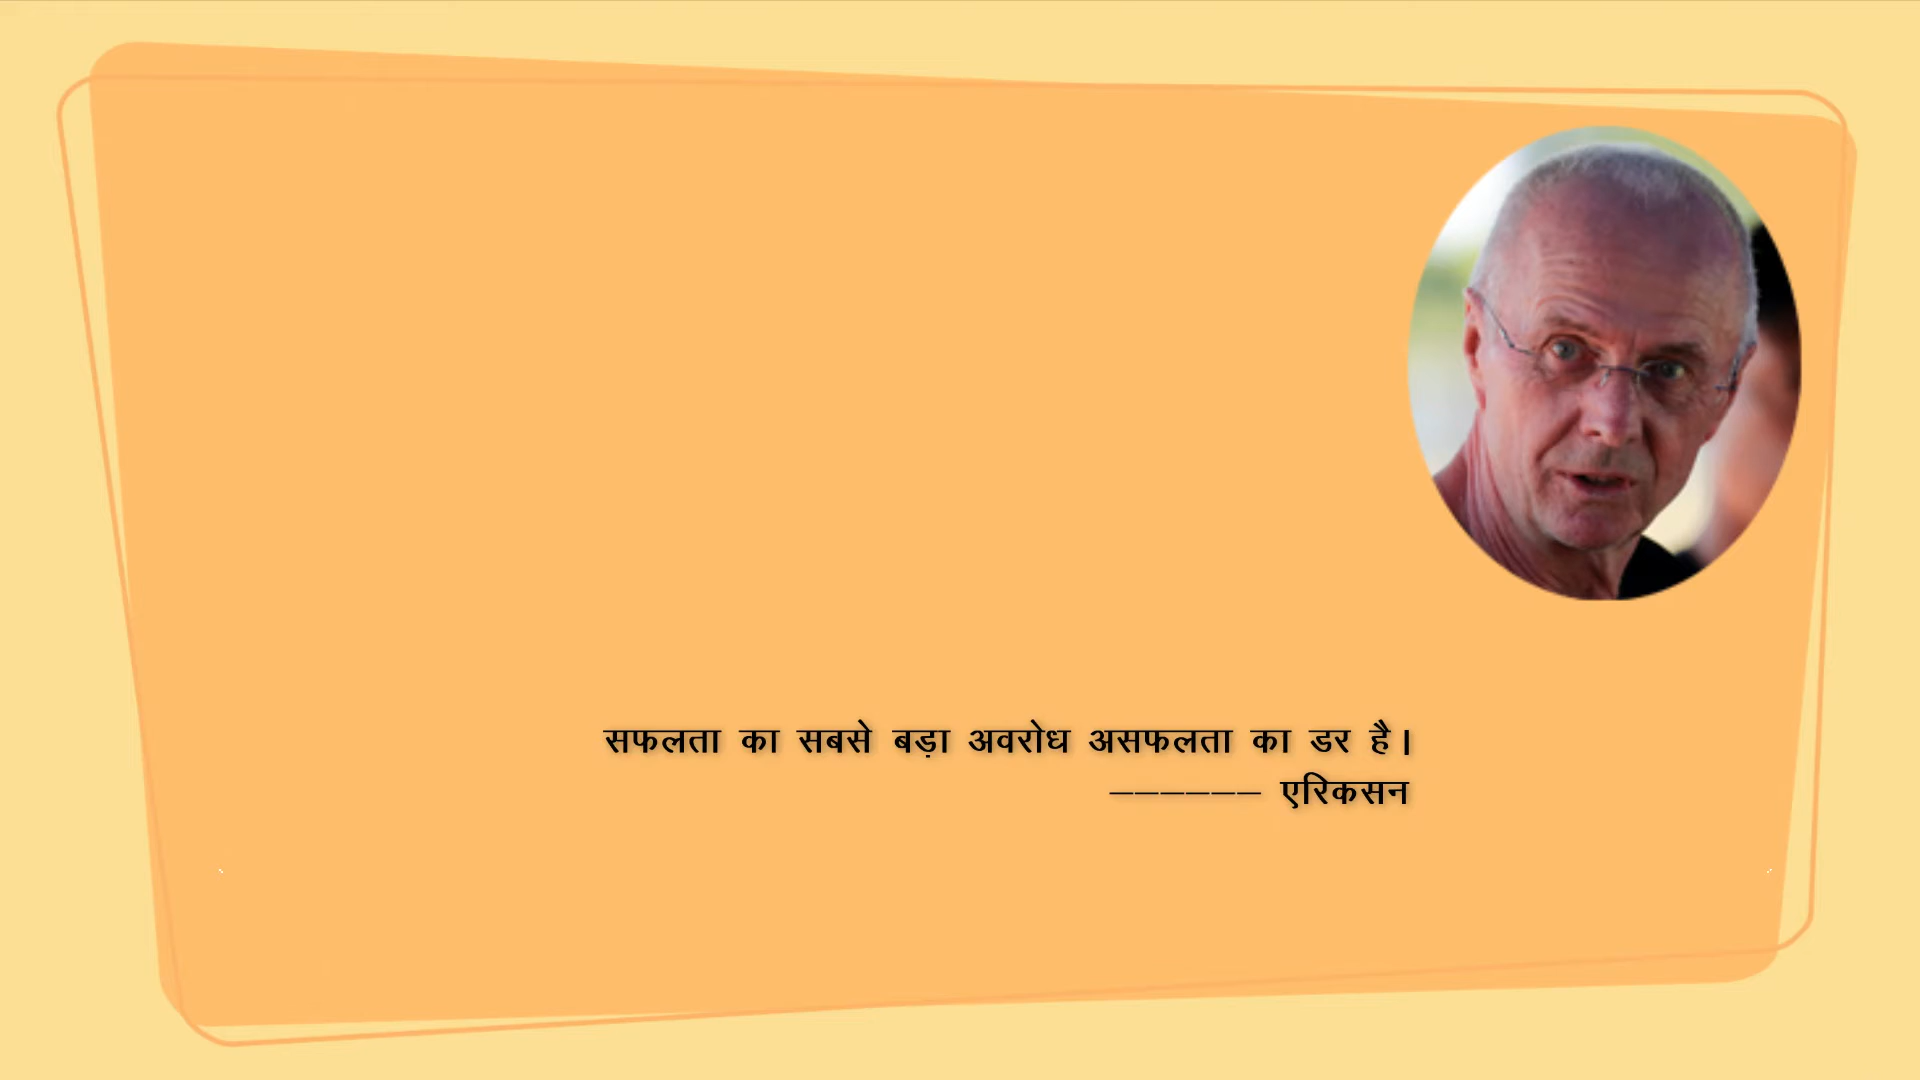 सफलता का सबसे बड़ा अवरोध असफलता का डर है।
—————— एरिकसन